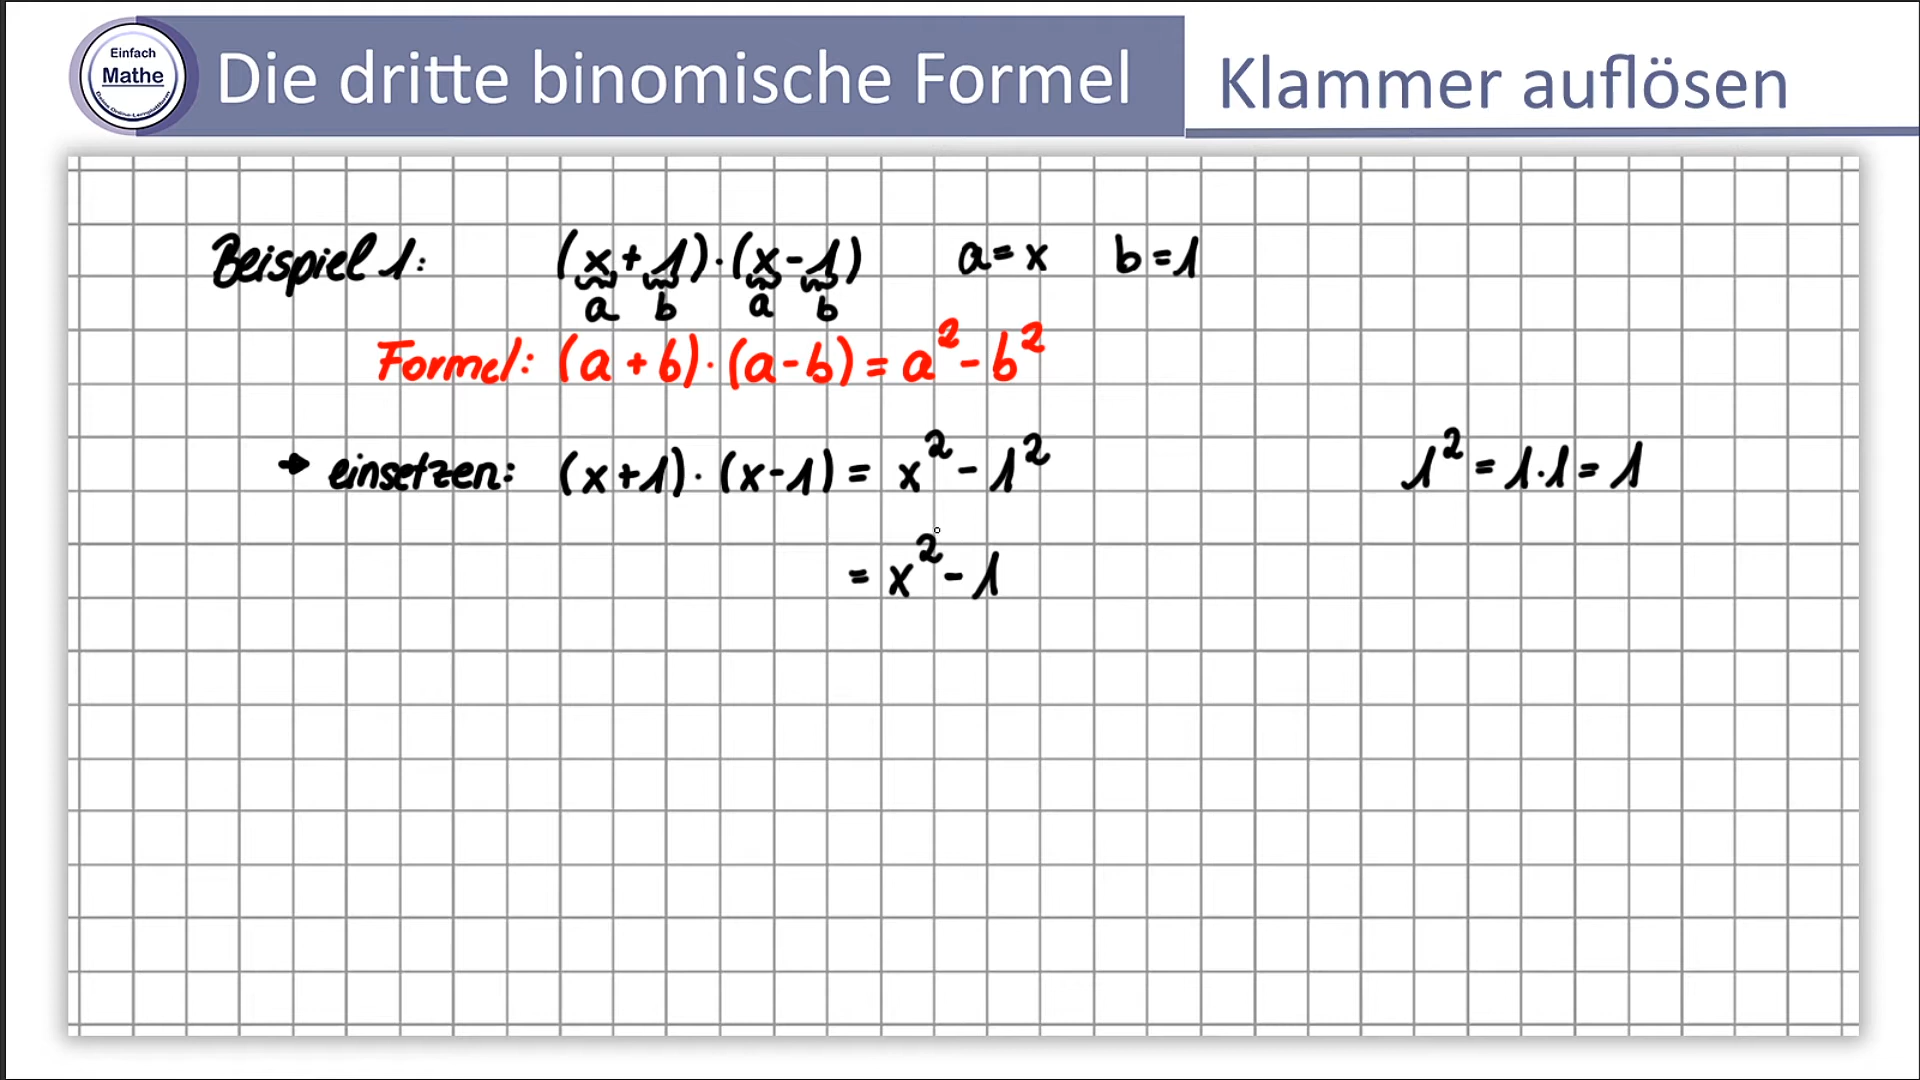 Einfach
Mathe
Die dritte binomische Formel
Klammer auflösen
Beispiel 1: (x+1)·(x-1) a=x b=1
a b a b
Formel: (a+b)·(a-b)=a²-b²
→ einsetzen: (x+1)·(x-1)= x²-1² 1²=1·1=1
= x²-1